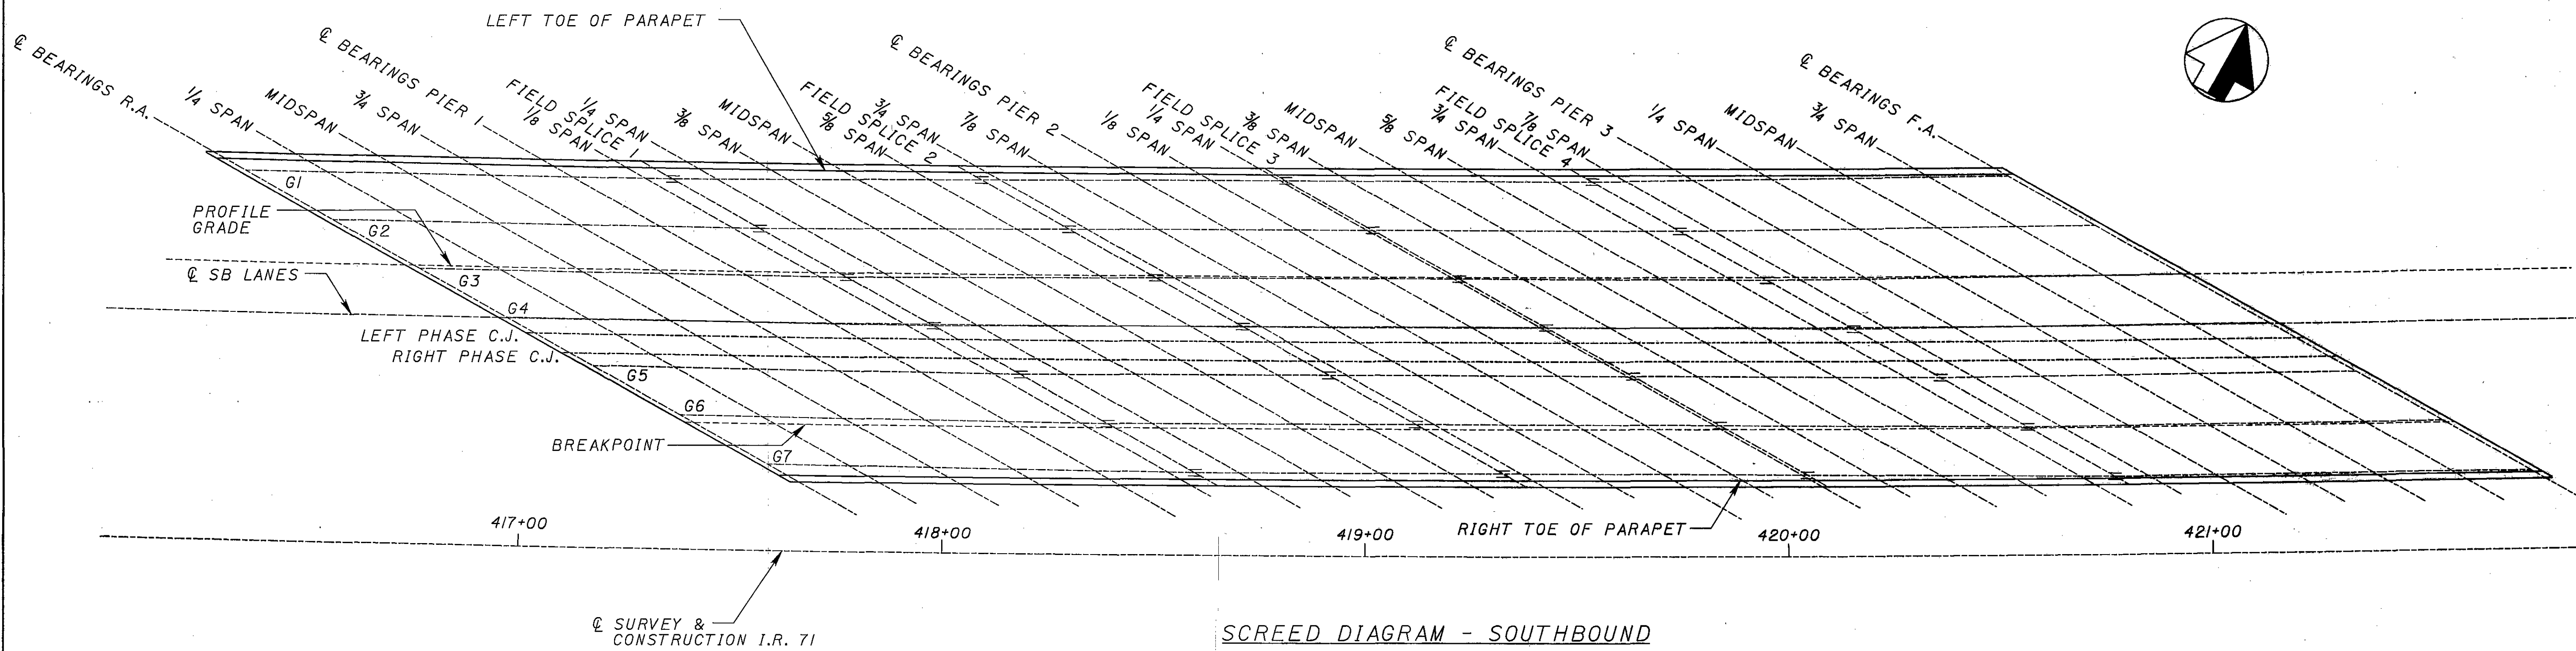 LEFT TOE OF PARAPET
℄ BEARINGS R.A.
1/4 SPAN
MIDSPAN
3/4 SPAN
℄ BEARINGS PIER 1
1/8 SPAN
FIELD SPLICE 1
1/4 SPAN
3/8 SPAN
MIDSPAN
5/8 SPAN
FIELD SPLICE 2
3/4 SPAN
7/8 SPAN
℄ BEARINGS PIER 2
1/8 SPAN
1/4 SPAN
FIELD SPLICE 3
3/8 SPAN
MIDSPAN
5/8 SPAN
3/4 SPAN
FIELD SPLICE 4
7/8 SPAN
℄ BEARINGS PIER 3
1/4 SPAN
MIDSPAN
3/4 SPAN
℄ BEARINGS F.A.
G1
PROFILE
GRADE
G2
℄ SB LANES
G3
G4
LEFT PHASE C.J.
RIGHT PHASE C.J.
G5
G6
BREAKPOINT
G7
417+00
418+00
419+00
RIGHT TOE OF PARAPET
420+00
421+00
℄ SURVEY &
CONSTRUCTION I.R. 71
SCREED DIAGRAM - SOUTHBOUND